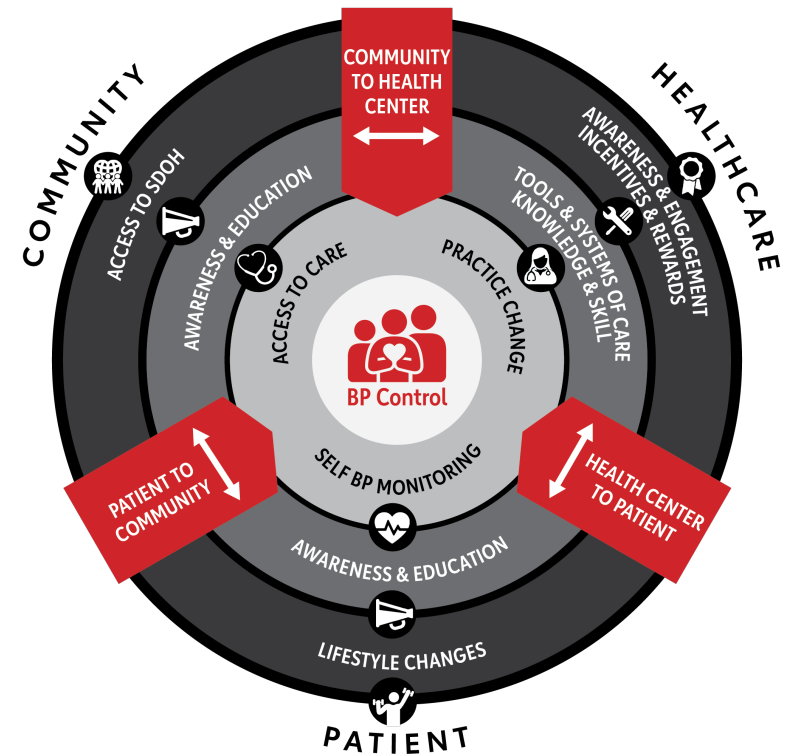 COMMUNITY
TO HEALTH
CENTER
COMMUNITY
HEALTHCARE
ACCESS TO SDOH
AWARENESS & EDUCATION
ACCESS TO CARE
AWARENESS & ENGAGEMENT
INCENTIVES & REWARDS
TOOLS & SYSTEMS OF CARE
KNOWLEDGE & SKILL
PRACTICE CHANGE
BP Control
PATIENT TO
COMMUNITY
HEALTH CENTER
TO PATIENT
SELF BP MONITORING
AWARENESS & EDUCATION
LIFESTYLE CHANGES
PATIENT